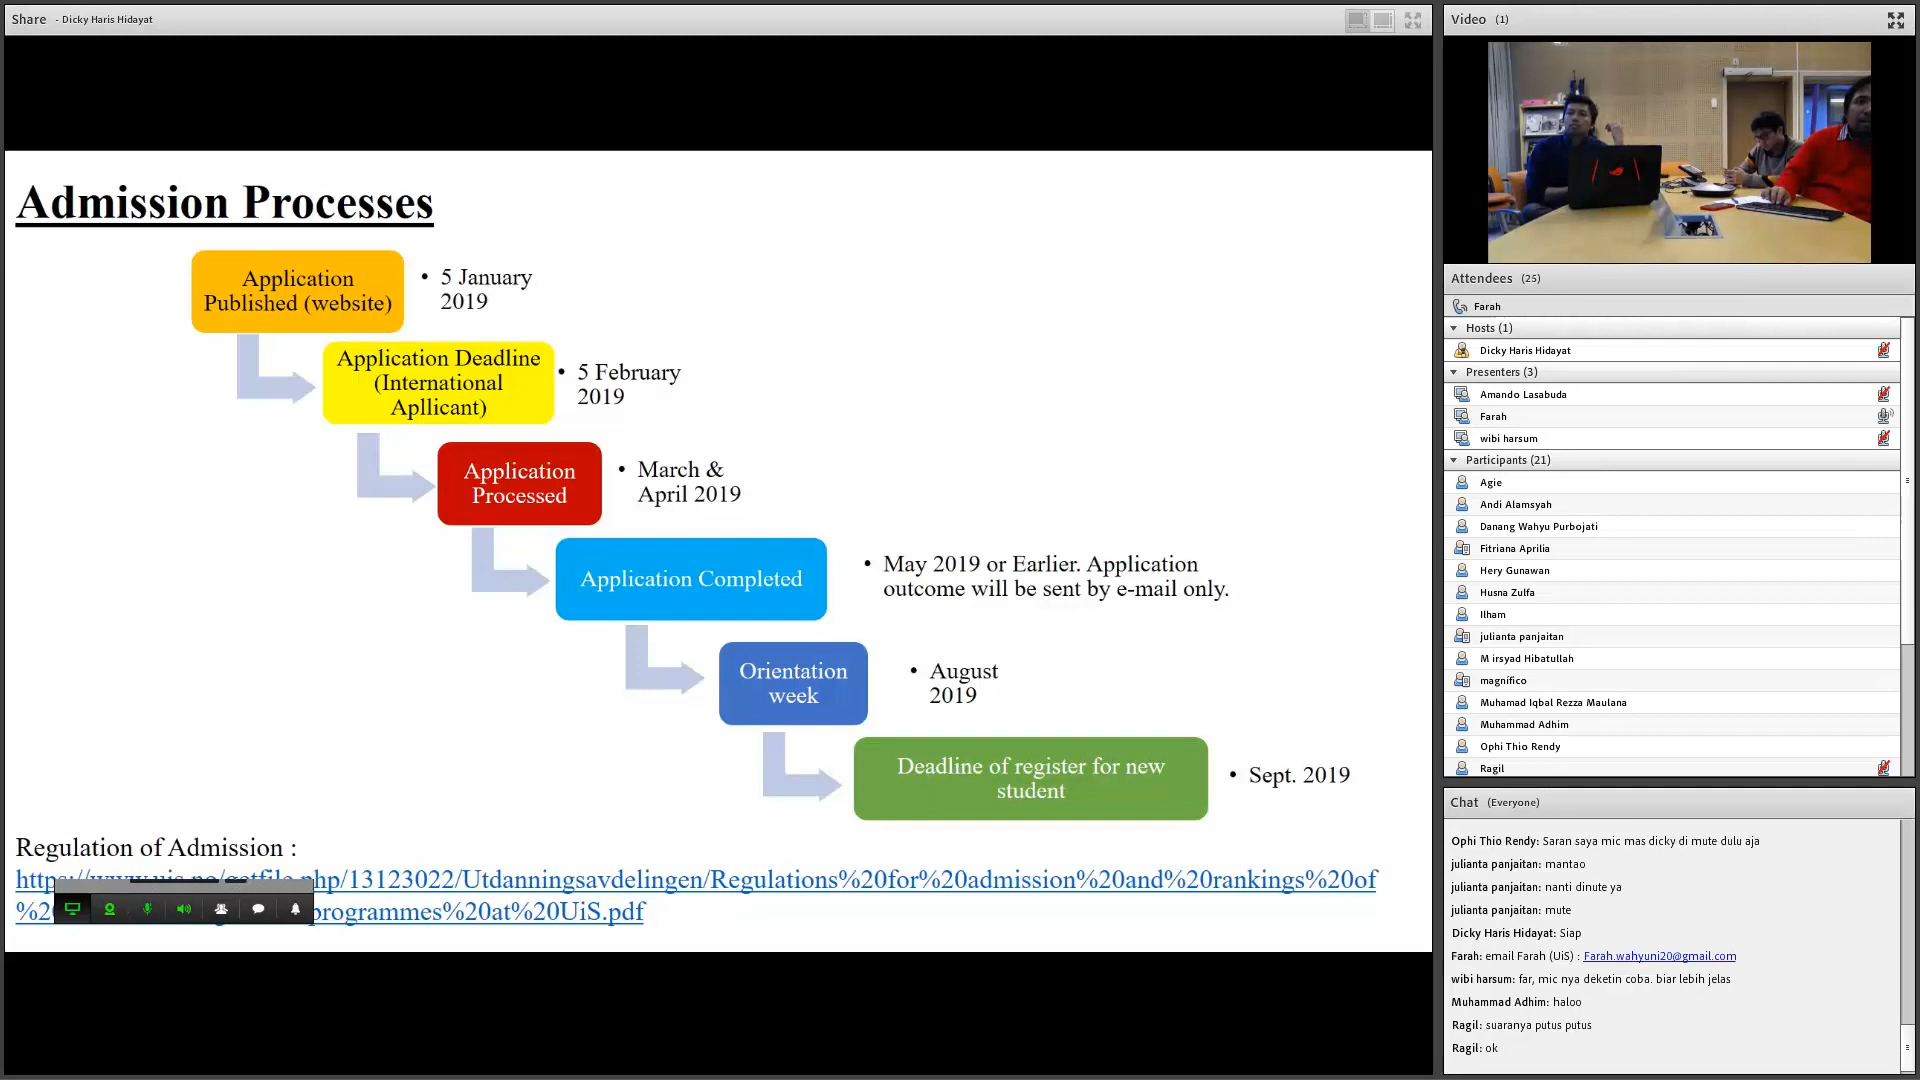 Share - Dicky Haris Hidayat
Admission Processes
Application
Published (website)
• 5 January
2019
Application Deadline
(International
Apllicant)
• 5 February
2019
Application
Processed
• March &
April 2019
Application Completed
• May 2019 or Earlier. Application
outcome will be sent by e-mail only.
Orientation
week
• August
2019
Deadline of register for new
student
• Sept. 2019
Regulation of Admission :
hp/13123022/Utdanningsavdelingen/Regulations%20for%20admission%20and%20rankings%20of
%20 programmes%20at%20UiS.pdf
Video (1)
Attendees (25)
Farah
Hosts (1)
Dicky Haris Hidayat
Presenters (3)
Amando Lasabuda
Farah
wibi harsum
Participants (21)
Agie
Andi Alamsyah
Danang Wahyu Purbojati
Fitriana Aprilia
Hery Gunawan
Husna Zulfa
Ilham
julianta panjaitan
M irsyad Hibatullah
magnifico
Muhamad Iqbal Rezza Maulana
Muhammad Adhim
Ophi Thio Rendy
Ragil
Chat (Everyone)
Ophi Thio Rendy: Saran saya mic mas dicky di mute dulu aja
julianta panjaitan: mantao
julianta panjaitan: nanti dinute ya
julianta panjaitan: mute
Dicky Haris Hidayat: Siap
Farah: email Farah (UiS) : Farah.wahyuni20@gmail.com
wibi harsum: far, mic nya deketin coba. biar lebih jelas
Muhammad Adhim: haloo
Ragil: suaranya putus putus
Ragil: ok